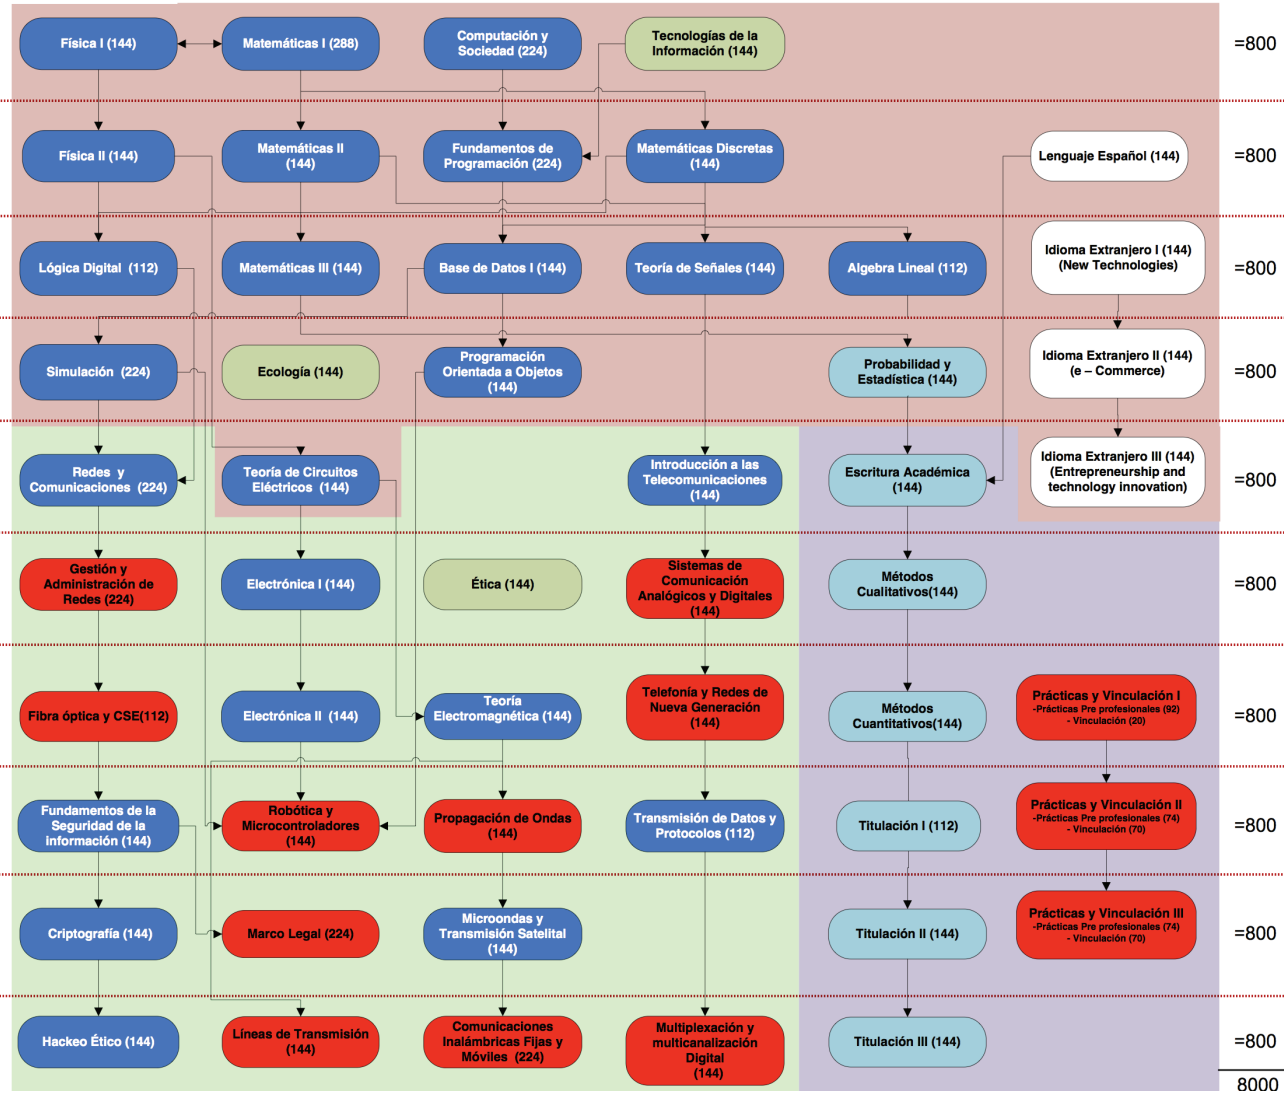 Física I (144)
Matemáticas I (288)
Computación y
Sociedad (224)
Tecnologías de la
Información (144)
=800
Física II (144)
Matemáticas II
(144)
Fundamentos de
Programación (224)
Matemáticas Discretas
(144)
Lenguaje Español (144)
=800
Lógica Digital (112)
Matemáticas III (144)
Base de Datos I (144)
Teoría de Señales (144)
Algebra Lineal (112)
Idioma Extranjero I (144)
(New Technologies)
=800
Simulación (224)
Ecología (144)
Programación
Orientada a Objetos
(144)
Probabilidad y
Estadística (144)
Idioma Extranjero II (144)
(e – Commerce)
=800
Redes y
Comunicaciones (224)
Teoría de Circuitos
Eléctricos (144)
Introducción a las
Telecomunicaciones
(144)
Escritura Académica
(144)
Idioma Extranjero III (144)
(Entrepreneurship and
technology innovation)
=800
Gestión y
Administración de
Redes (224)
Electrónica I (144)
Ética (144)
Sistemas de
Comunicación
Analógicos y Digitales
(144)
Métodos
Cualitativos(144)
=800
Fibra óptica y CSE(112)
Electrónica II (144)
Teoría
Electromagnética (144)
Telefonía y Redes de
Nueva Generación
(144)
Métodos
Cuantitativos(144)
Prácticas y Vinculación I
-Prácticas Pre profesionales (92)
- Vinculación (20)
=800
Fundamentos de la
Seguridad de la
información (144)
Robótica y
Microcontroladores
(144)
Propagación de Ondas
(144)
Transmisión de Datos y
Protocolos (112)
Titulación I (112)
Prácticas y Vinculación II
-Prácticas Pre profesionales (74)
- Vinculación (70)
=800
Criptografía (144)
Marco Legal (224)
Microondas y
Transmisión Satelital
(144)
Titulación II (144)
Prácticas y Vinculación III
-Prácticas Pre profesionales (74)
- Vinculación (70)
=800
Hackeo Ético (144)
Líneas de Transmisión
(144)
Comunicaciones
Inalámbricas Fijas y
Móviles (224)
Multiplexación y
multicanalización
Digital
(144)
Titulación III (144)
=800
8000